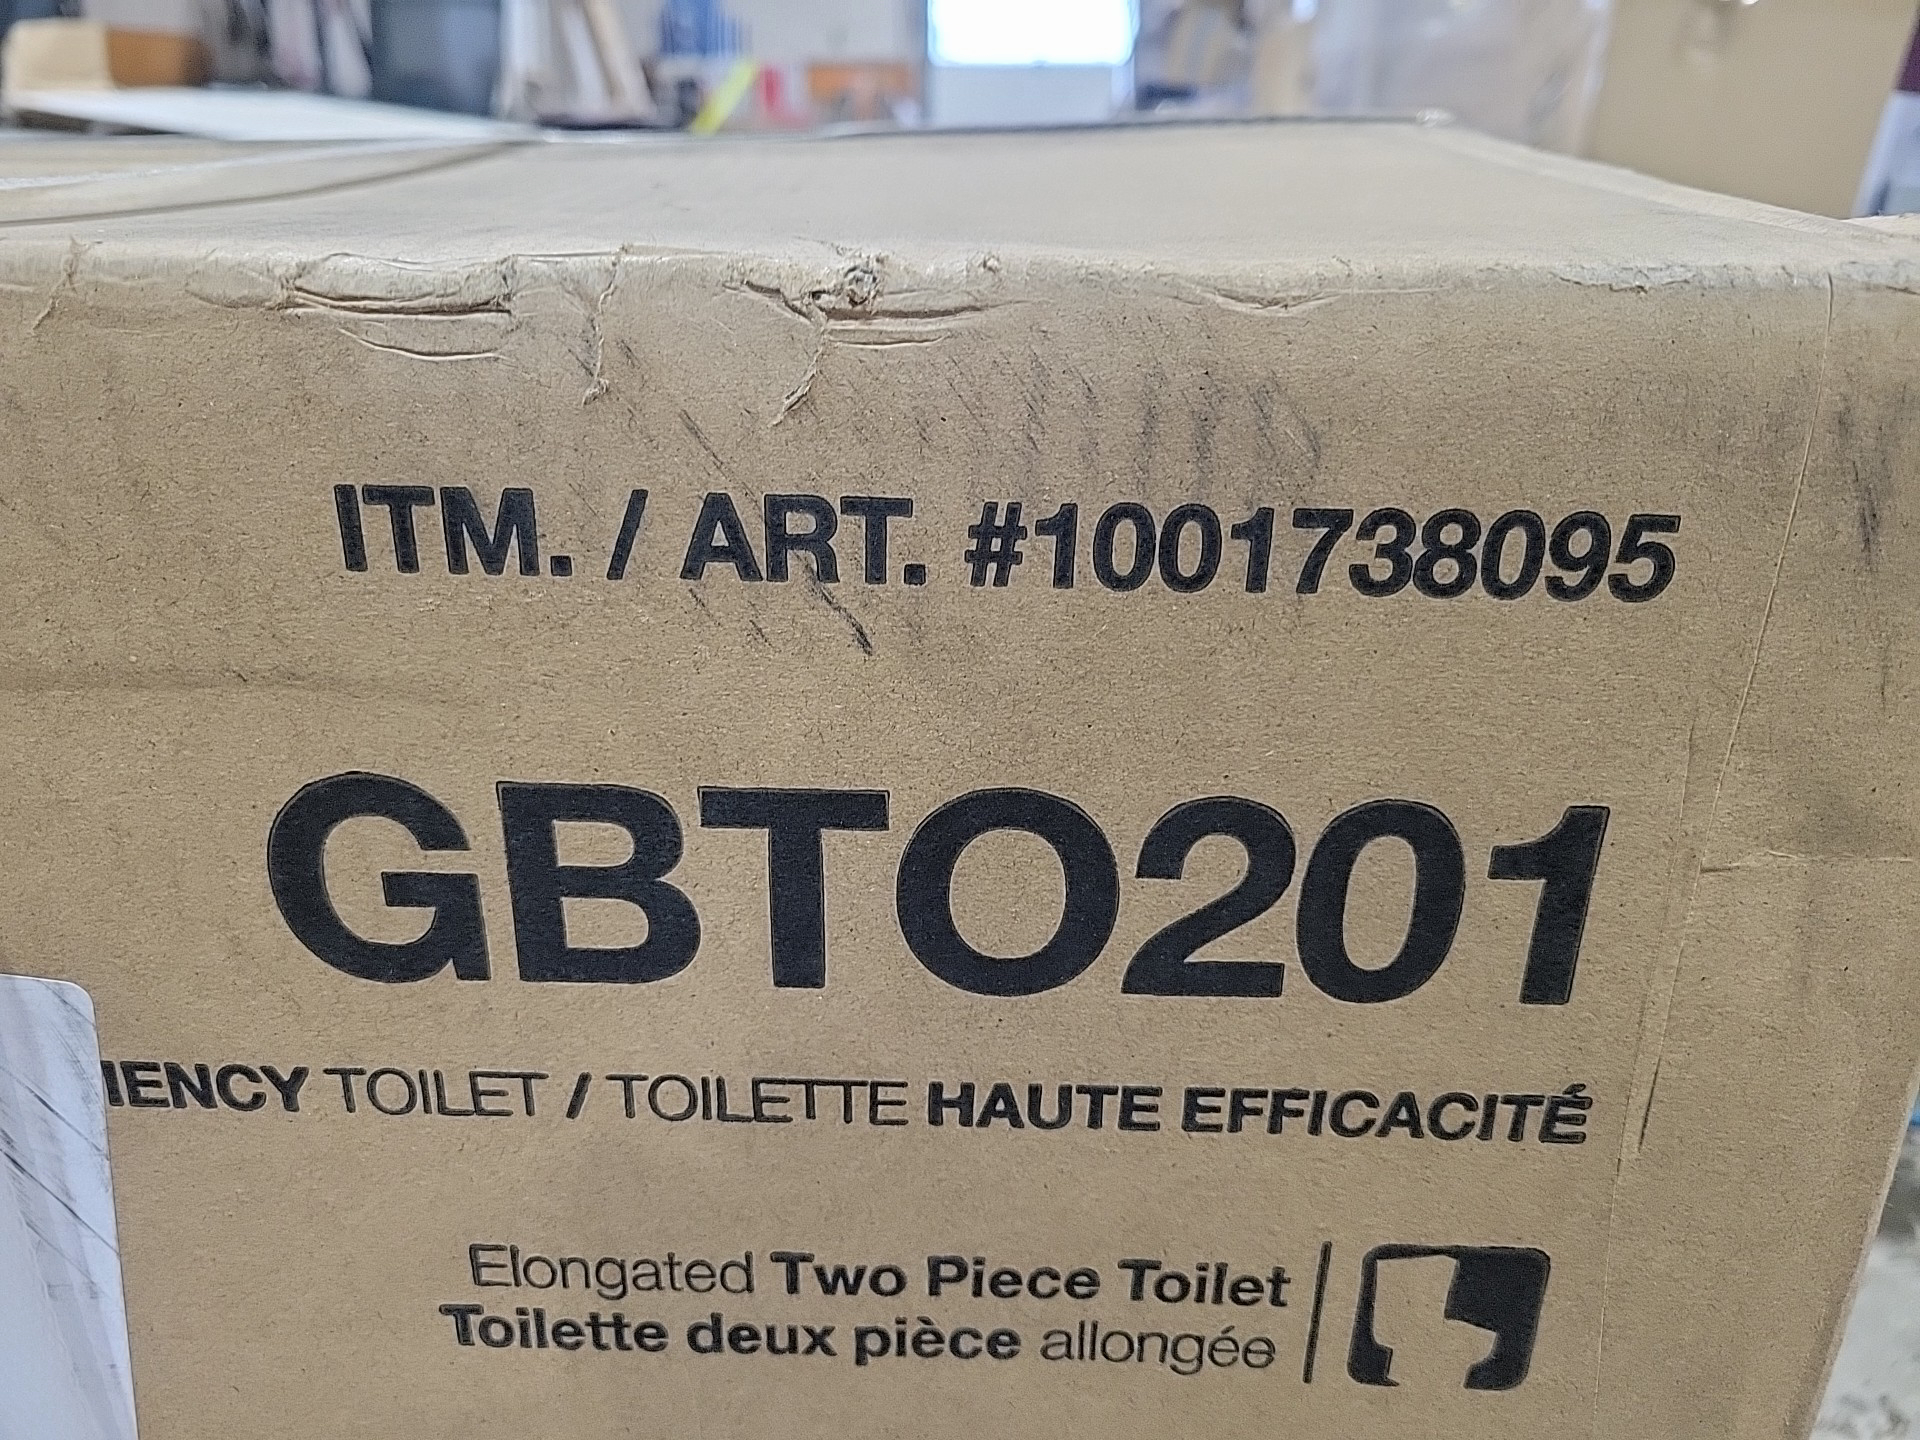 ITM. / ART. #1001738095
GBTO201
IENCY TOILET / TOILETTE HAUTE EFFICACITÉ
Elongated Two Piece Toilet
Toilette deux pièce allongée